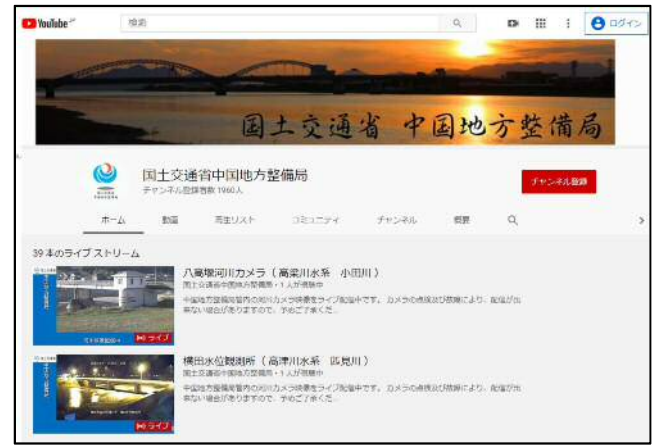 YouTube JP
検索
ログイン
国土交通省 中国地方整備局
国土交通省中国地方整備局
チャンネル登録者数 1960人
チャンネル登録
ホーム 動画 再生リスト コミュニティ チャンネル 概要
39 本のライブ ストリーム
八高堰河川カメラ（高梁川水系 小田川）
国土交通省中国地方整備局・1 人が視聴中
中国地方整備局管内の河川カメラ映像をライブ配信中です。 カメラの点検及び故障により、配信が出
来ない場合がありますので、予めご了承くだ...
ライブ
横田水位観測所（高津川水系 匹見川）
国土交通省中国地方整備局・1 人が視聴中
中国地方整備局管内の河川カメラ映像をライブ配信中です。 カメラの点検及び故障により、配信が出
来ない場合がありますので、予めご了承くだ...
ライブ